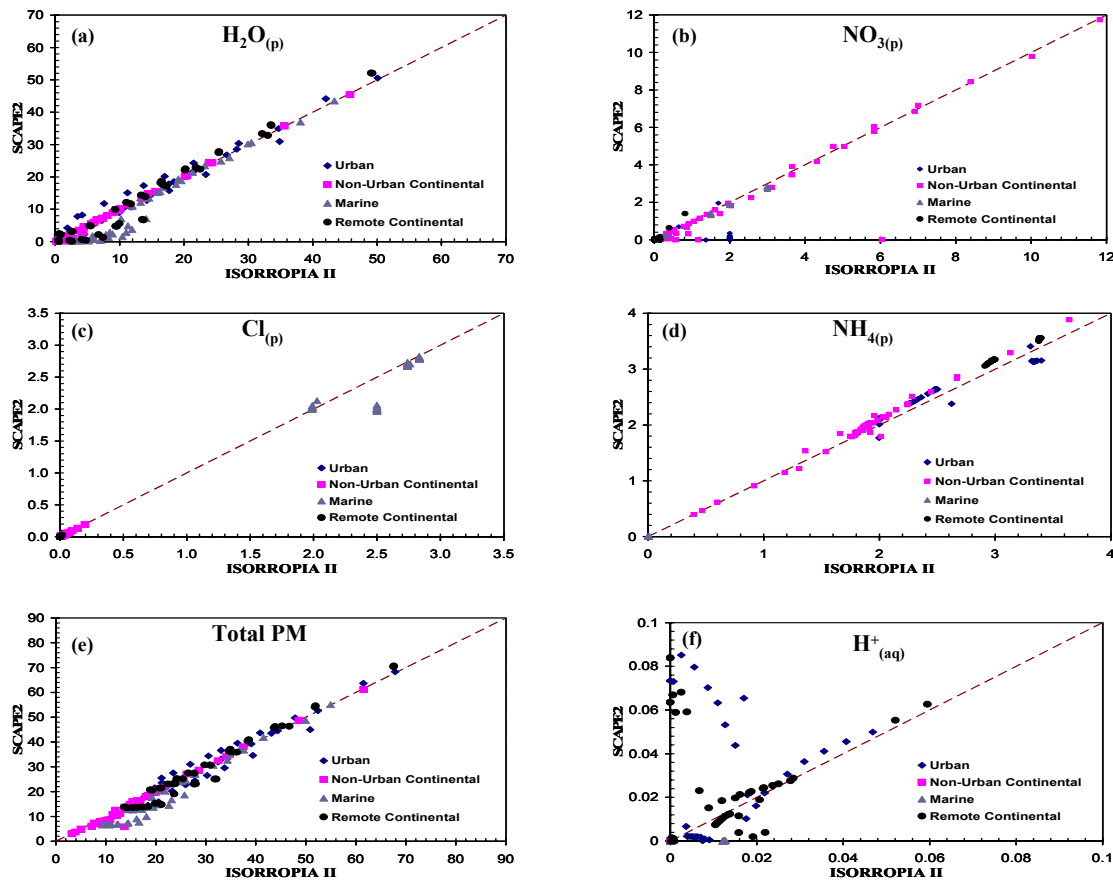 (a) H₂O₍p₎
70
60
50
40
30
20
10
0
SCAPE2
Urban
Non-Urban Continental
Marine
Remote Continental
0 10 20 30 40 50 60 70
ISORROPIA II
(b) NO₃₍p₎
12
10
8
6
4
2
0
SCAPE2
Urban
Non-Urban Continental
Marine
Remote Continental
0 2 4 6 8 10 12
ISORROPIA II
(c) Cl₍p₎
3.5
3.0
2.5
2.0
1.5
1.0
0.5
0.0
SCAPE2
Urban
Non-Urban Continental
Marine
Remote Continental
0.0 0.5 1.0 1.5 2.0 2.5 3.0 3.5
ISORROPIA II
(d) NH₄₍p₎
4
3
2
1
0
SCAPE2
Urban
Non-Urban Continental
Marine
Remote Continental
0 1 2 3 4
ISORROPIA II
(e) Total PM
90
80
70
60
50
40
30
20
10
0
SCAPE2
Urban
Non-Urban Continental
Marine
Remote Continental
0 10 20 30 40 50 60 70 80 90
ISORROPIA II
(f) H⁺₍aq₎
0.1
0.08
0.06
0.04
0.02
0
SCAPE2
Urban
Non-Urban Continental
Marine
Remote Continental
0 0.02 0.04 0.06 0.08 0.1
ISORROPIA II